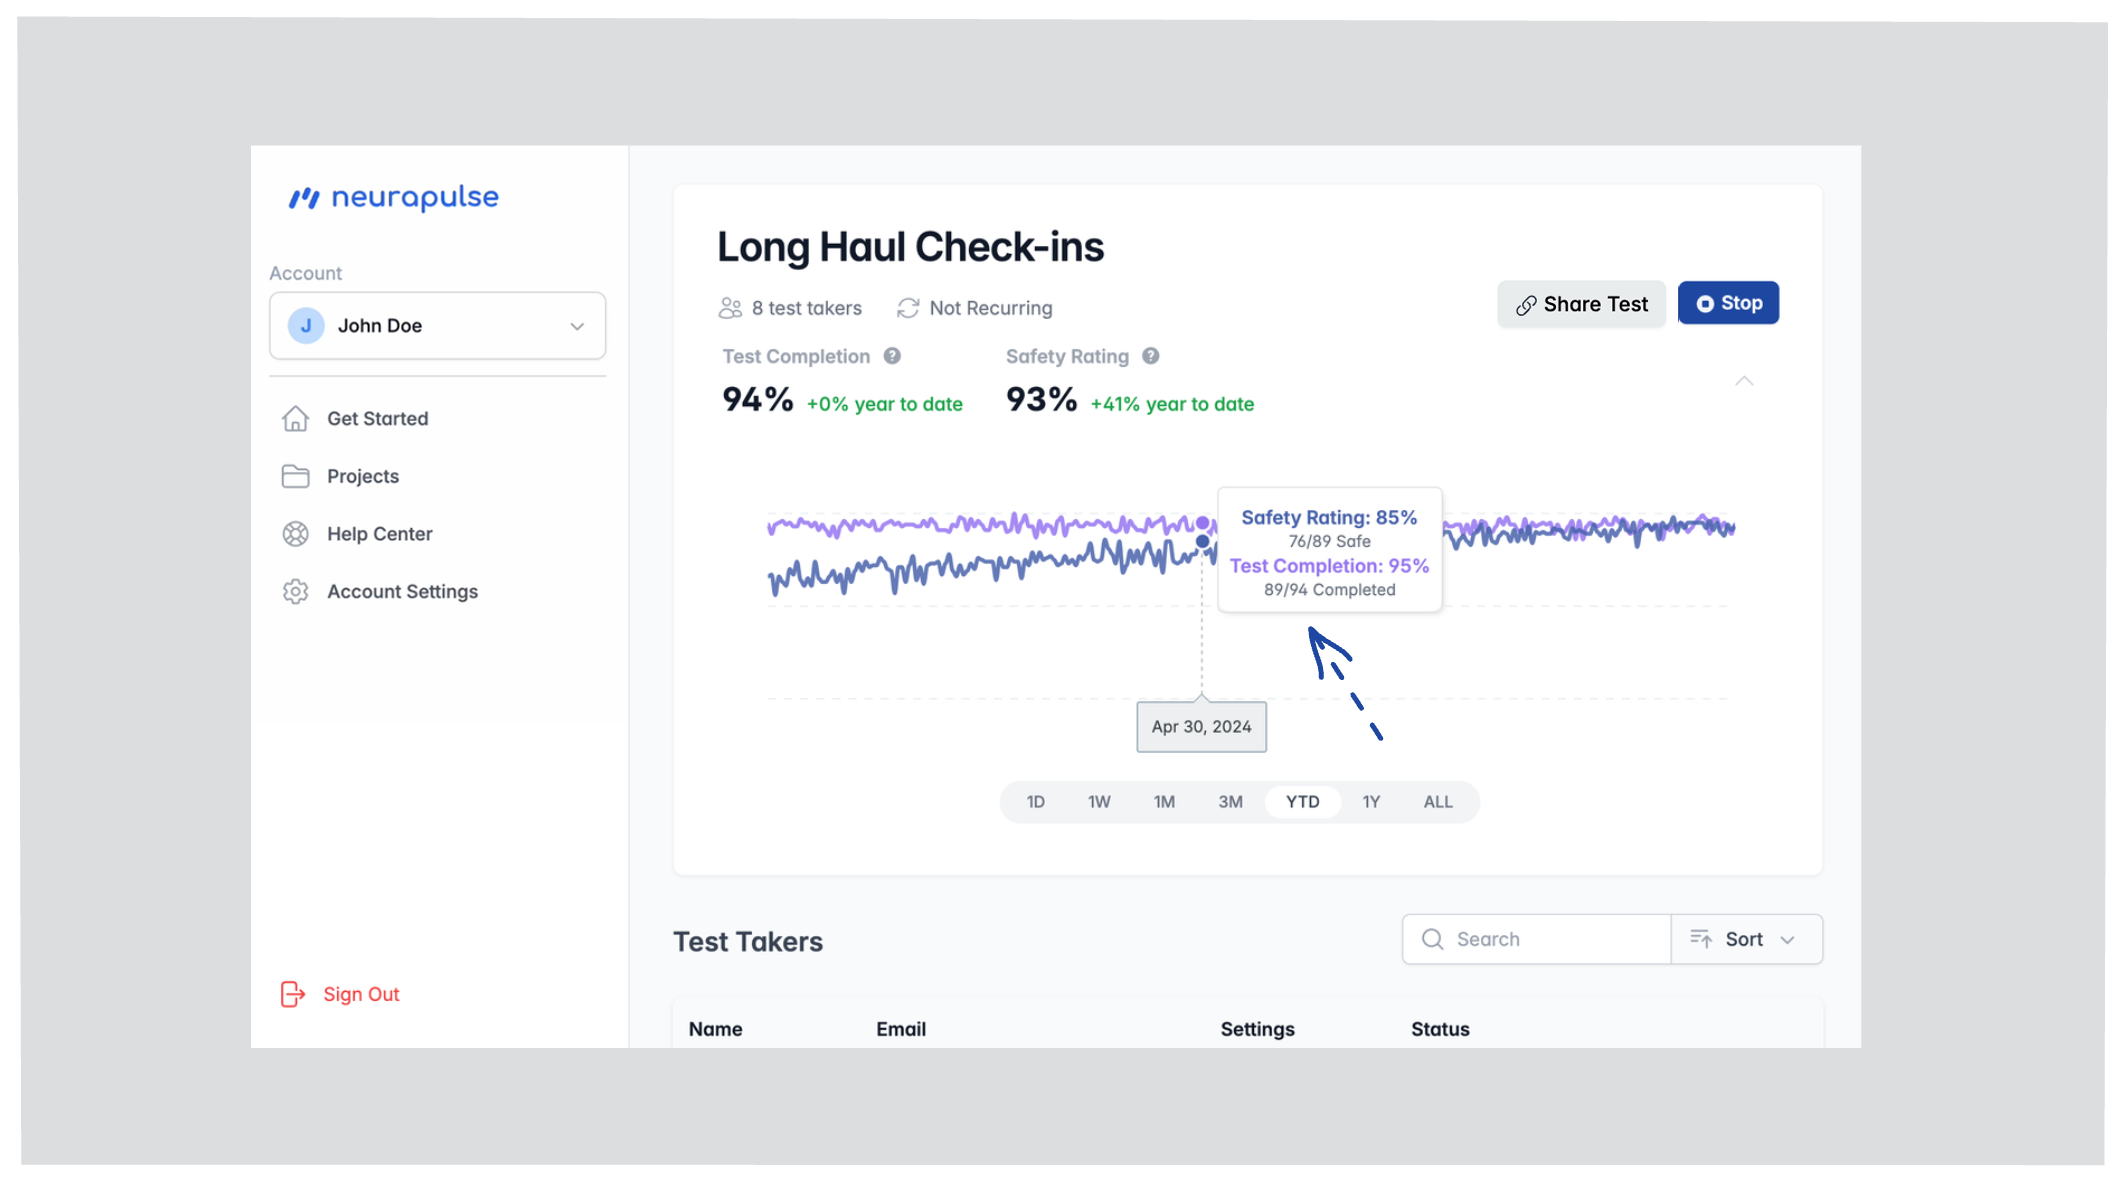 neurapulse
Account
J John Doe
Get Started
Projects
Help Center
Account Settings
Sign Out
Long Haul Check-ins
8 test takers Not Recurring
Share Test Stop
Test Completion ? Safety Rating ?
94% +0% year to date 93% +41% year to date
Safety Rating: 85%
76/89 Safe
Test Completion: 95%
89/94 Completed
Apr 30, 2024
1D 1W 1M 3M YTD 1Y ALL
Test Takers Search Sort
Name Email Settings Status